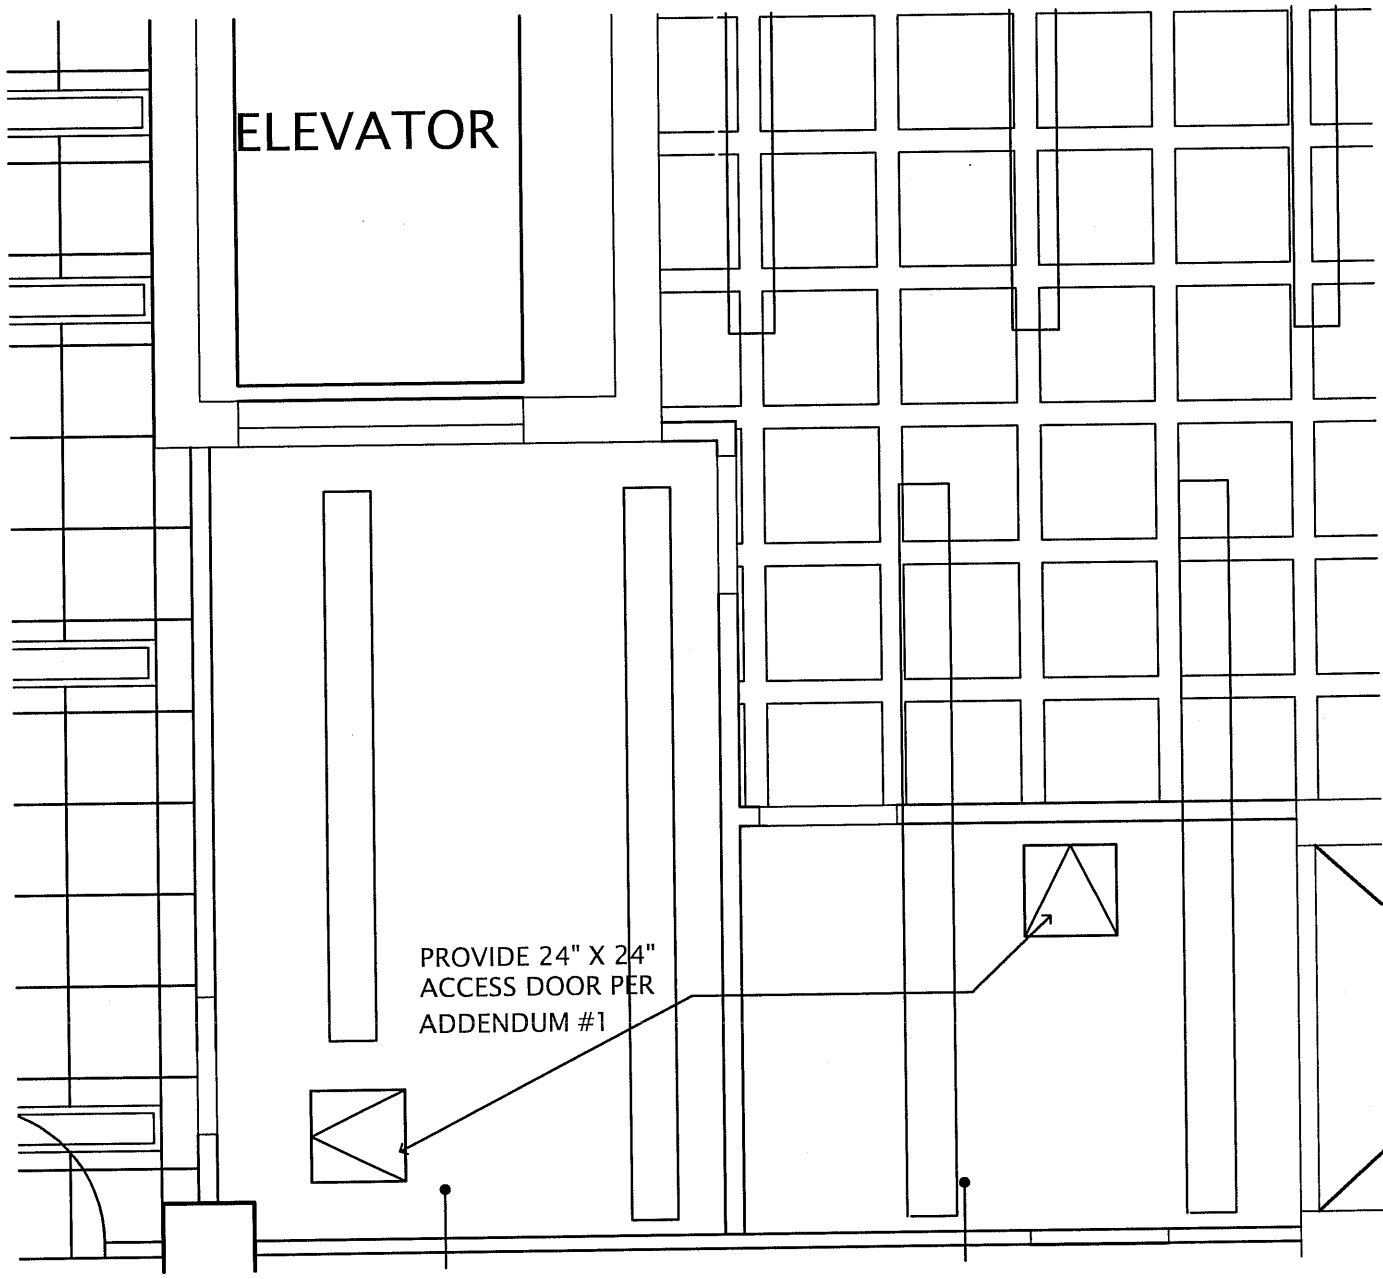 ELEVATOR
PROVIDE 24" X 24"
ACCESS DOOR PER
ADDENDUM #1